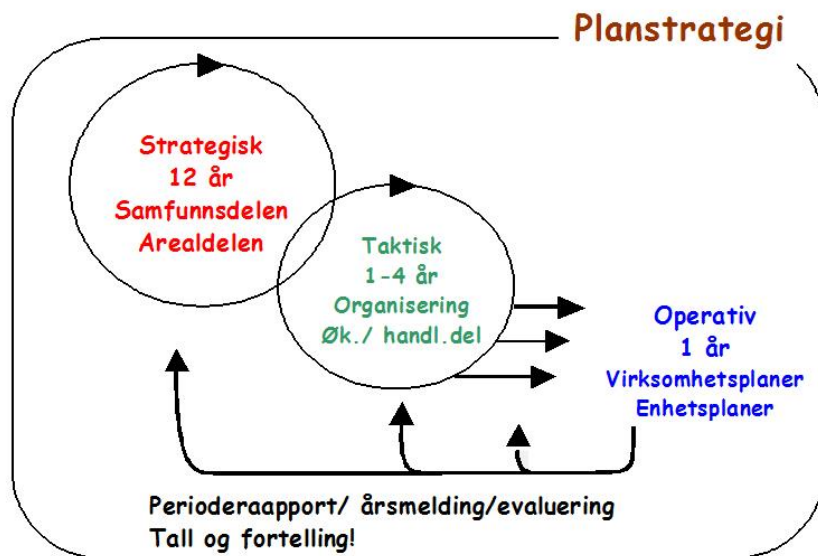 Planstrategi
Strategisk
12 år
Samfunnsdelen
Arealdelen
Taktisk
1-4 år
Organisering
Øk./ handl.del
Operativ
1 år
Virksomhetsplaner
Enhetsplaner
Perioderaapport/ årsmelding/evaluering
Tall og fortelling!